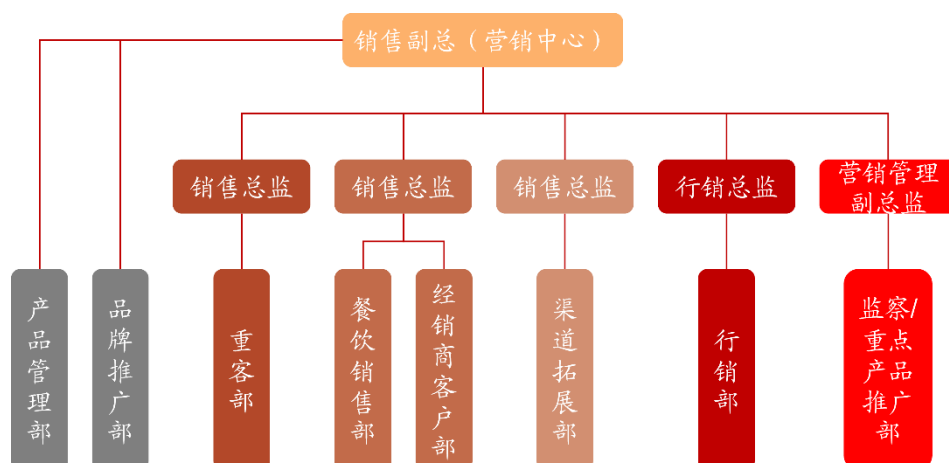 销售副总（营销中心）
销售总监
销售总监
销售总监
行销总监
营销管理
副总监
产品管理部
品牌推广部
重客部
餐饮销售部
经销商客户部
渠道拓展部
行销部
监察/
重点
产品
推广
部